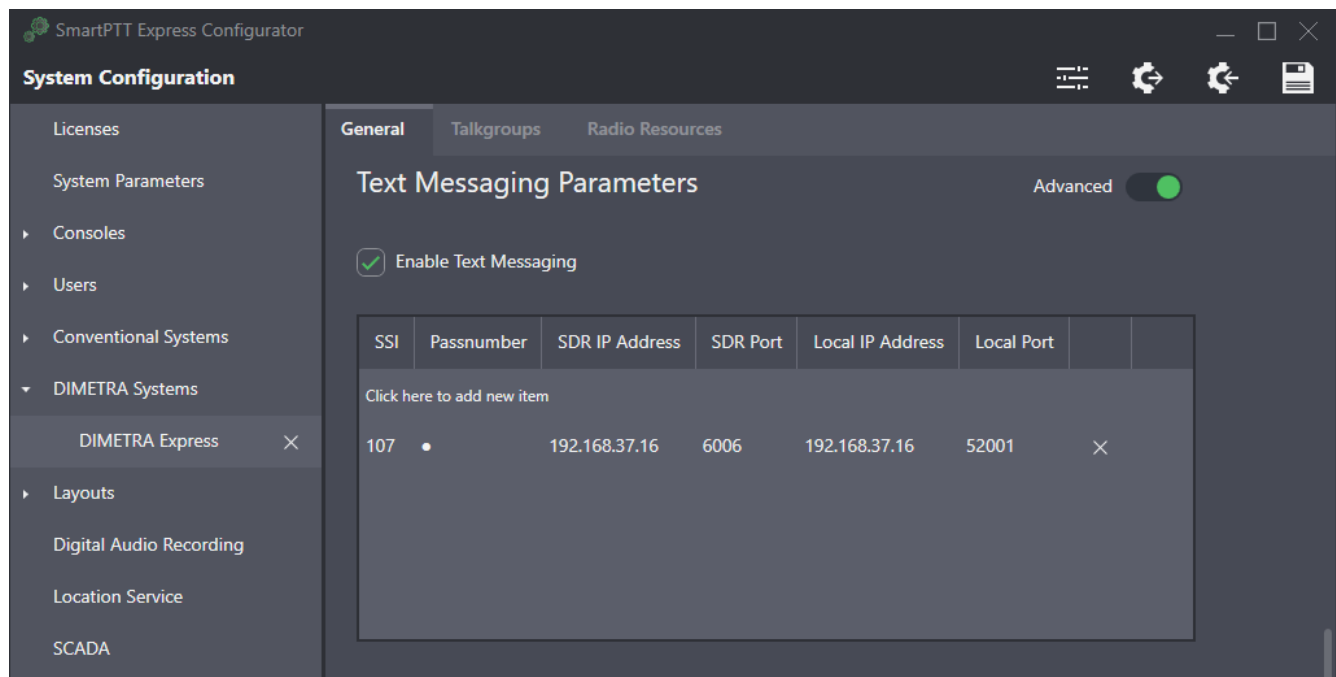 SmartPTT Express Configurator
System Configuration
Licenses
System Parameters
Consoles
Users
Conventional Systems
DIMETRA Systems
DIMETRA Express
Layouts
Digital Audio Recording
Location Service
SCADA
General Talkgroups Radio Resources
Text Messaging Parameters Advanced
Enable Text Messaging
SSI Passnumber SDR IP Address SDR Port Local IP Address Local Port
Click here to add new item
107 ● 192.168.37.16 6006 192.168.37.16 52001